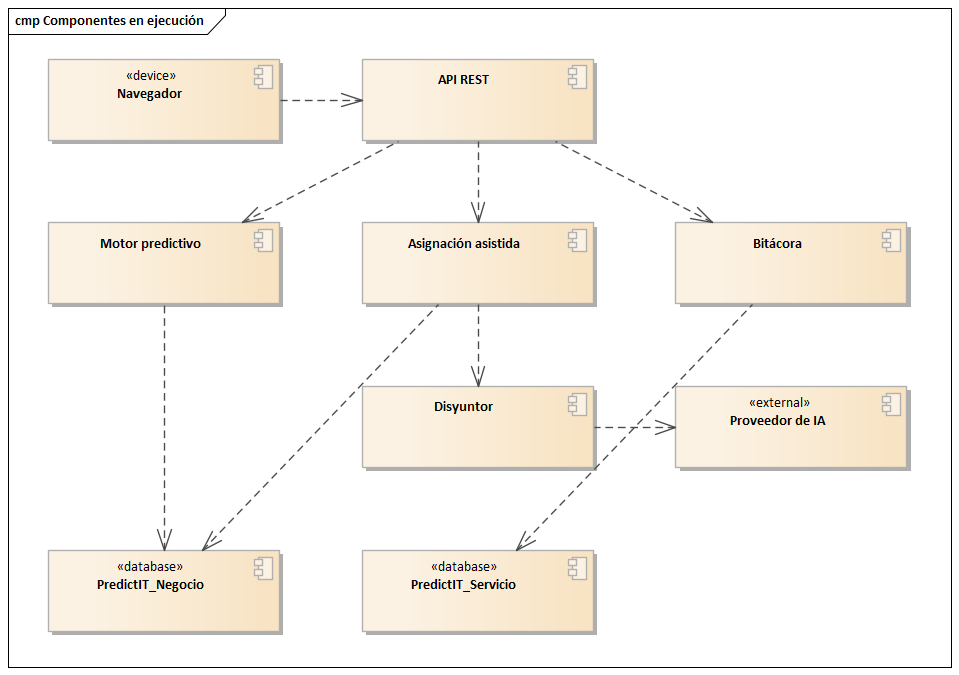 cmp Componentes en ejecución
«device»
Navegador
API REST
Motor predictivo
Asignación asistida
Bitácora
Disyuntor
«external»
Proveedor de IA
«database»
PredictIT_Negocio
«database»
PredictIT_Servicio